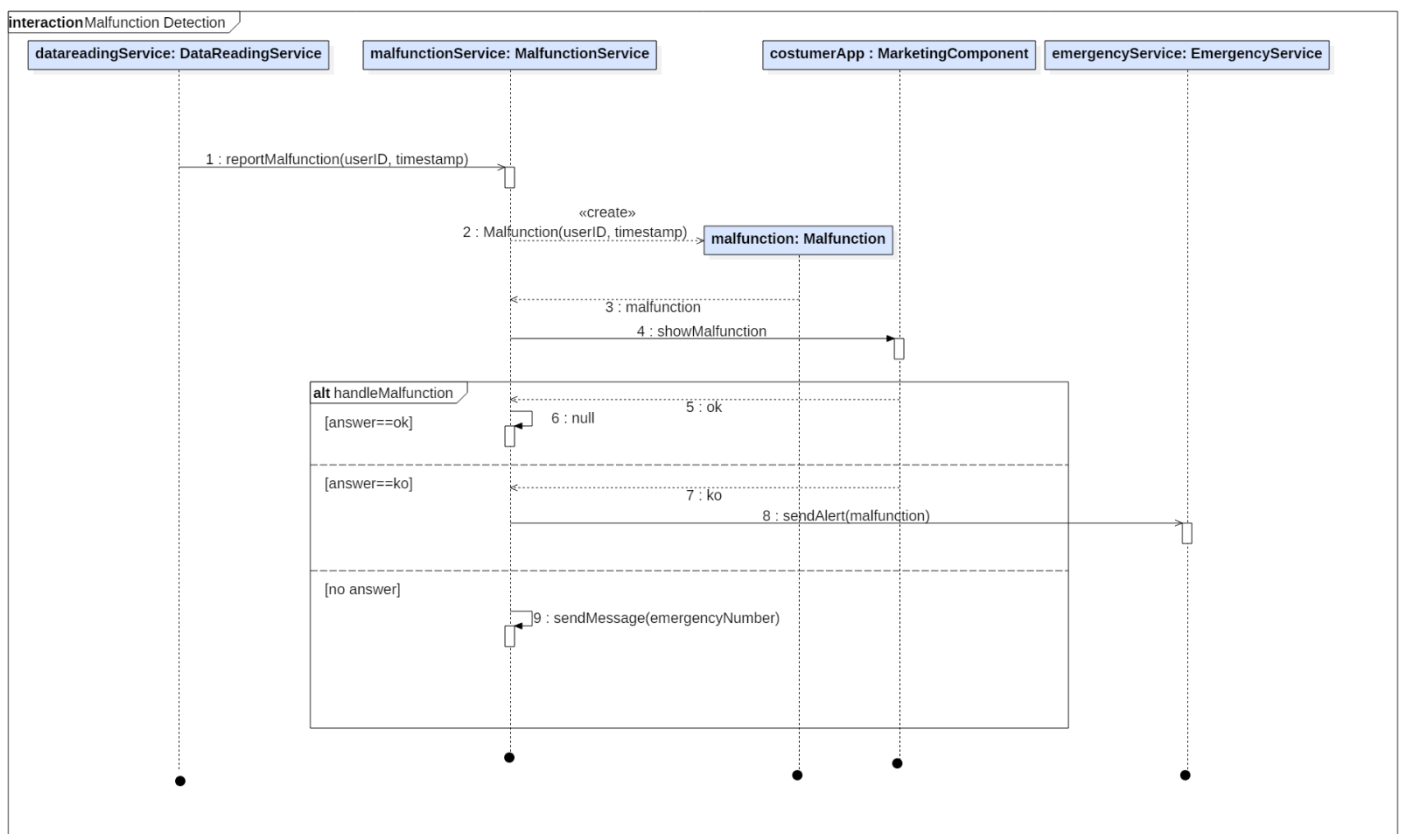 interaction Malfunction Detection
datareadingService: DataReadingService
malfunctionService: MalfunctionService
costumerApp : MarketingComponent
emergencyService: EmergencyService
1 : reportMalfunction(userID, timestamp)
«create»
2 : Malfunction(userID, timestamp)
malfunction: Malfunction
3 : malfunction
4 : showMalfunction
alt handleMalfunction
5 : ok
[answer==ok]
6 : null
[answer==ko]
7 : ko
8 : sendAlert(malfunction)
[no answer]
9 : sendMessage(emergencyNumber)